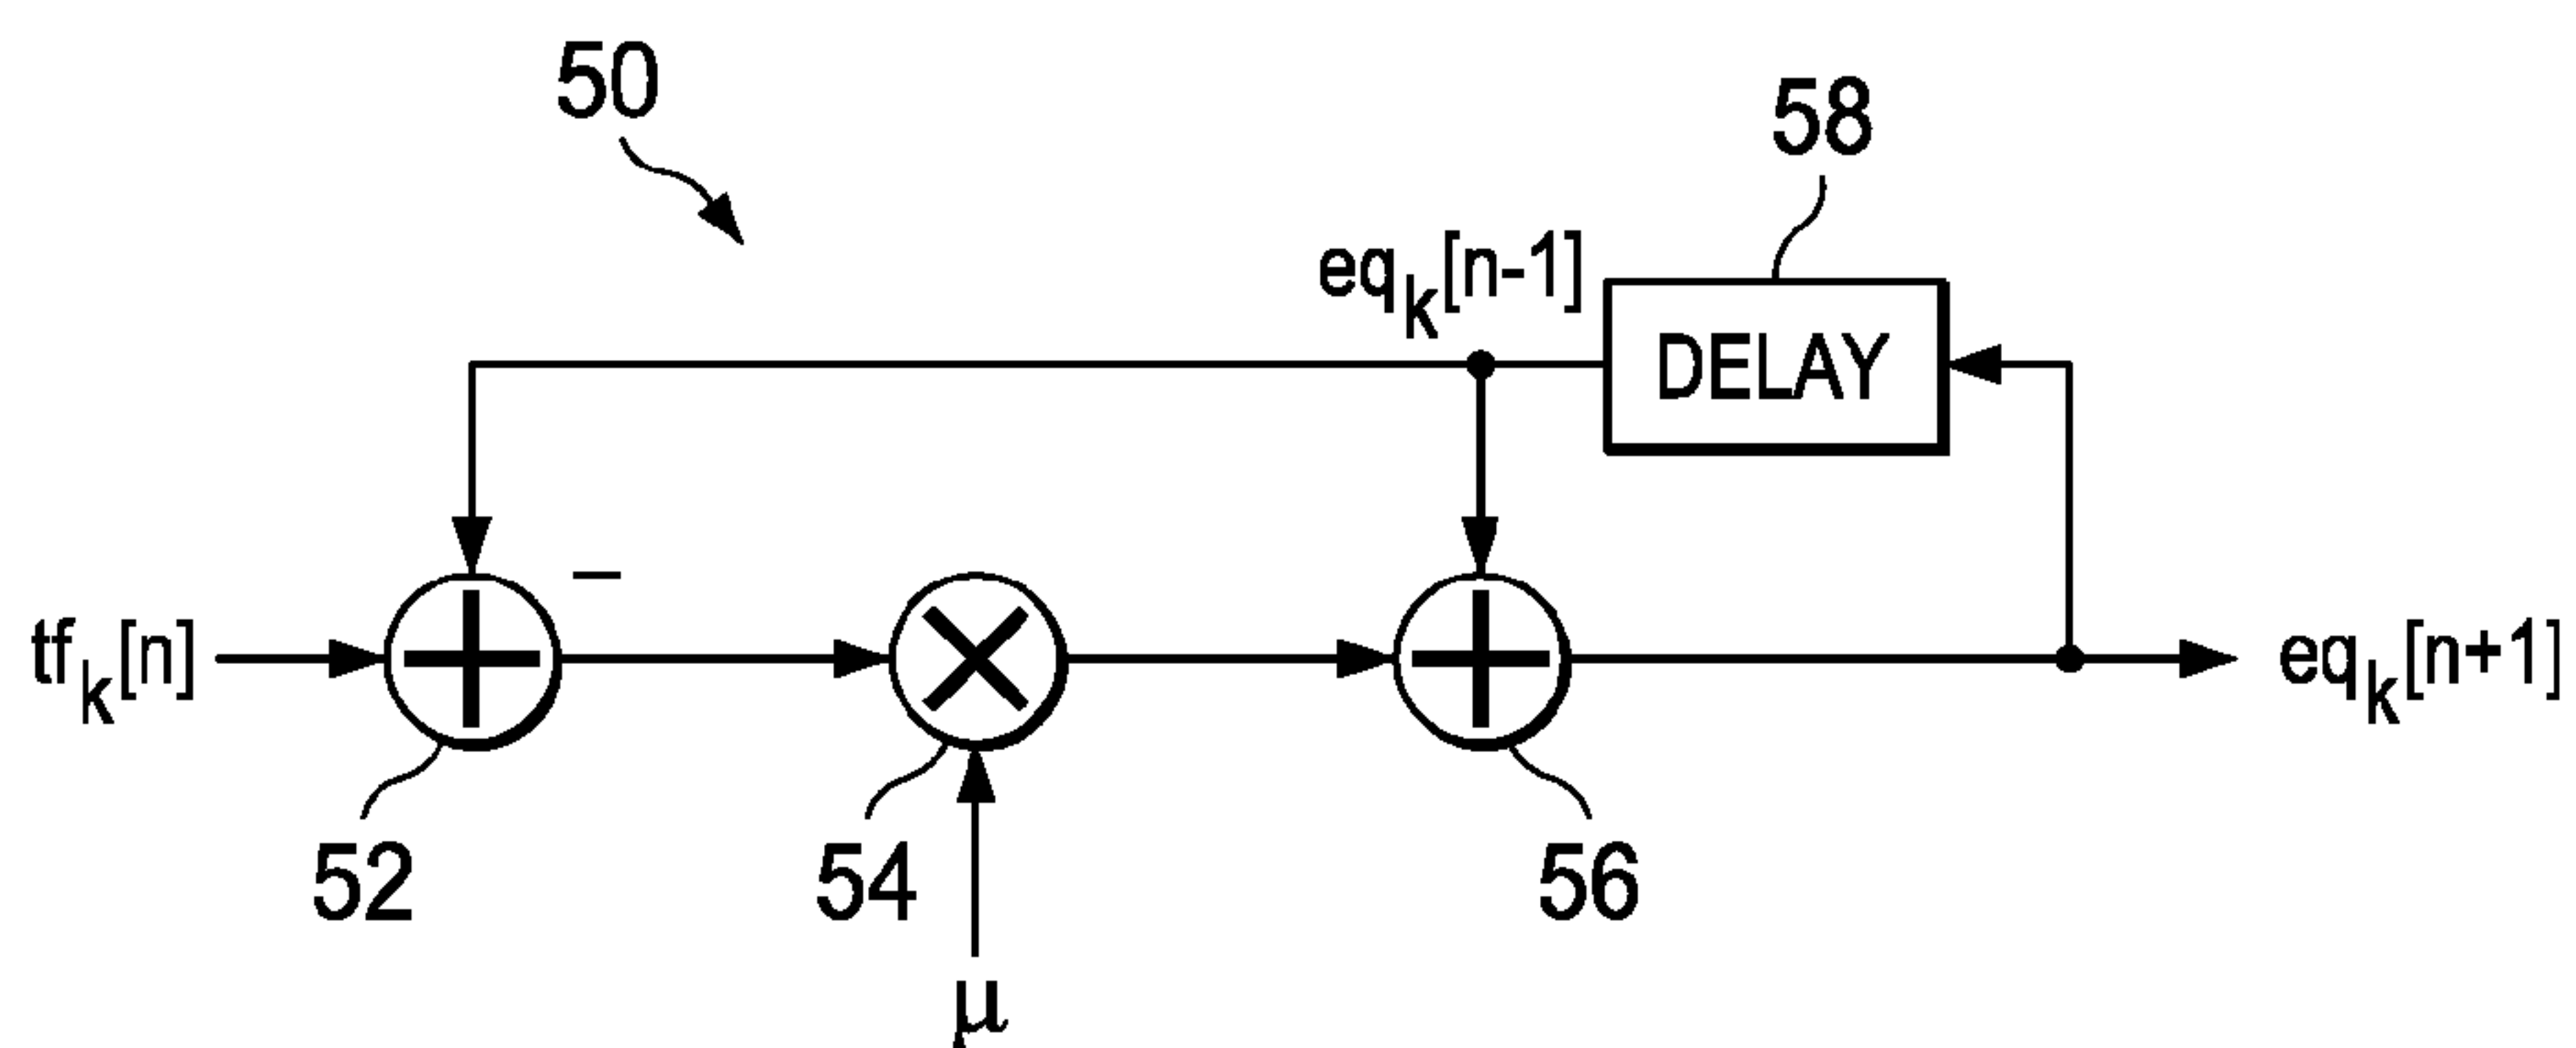 50
58
eqk[n-1]
DELAY
–
tfk[n]
eqk[n+1]
52
54
56
μ